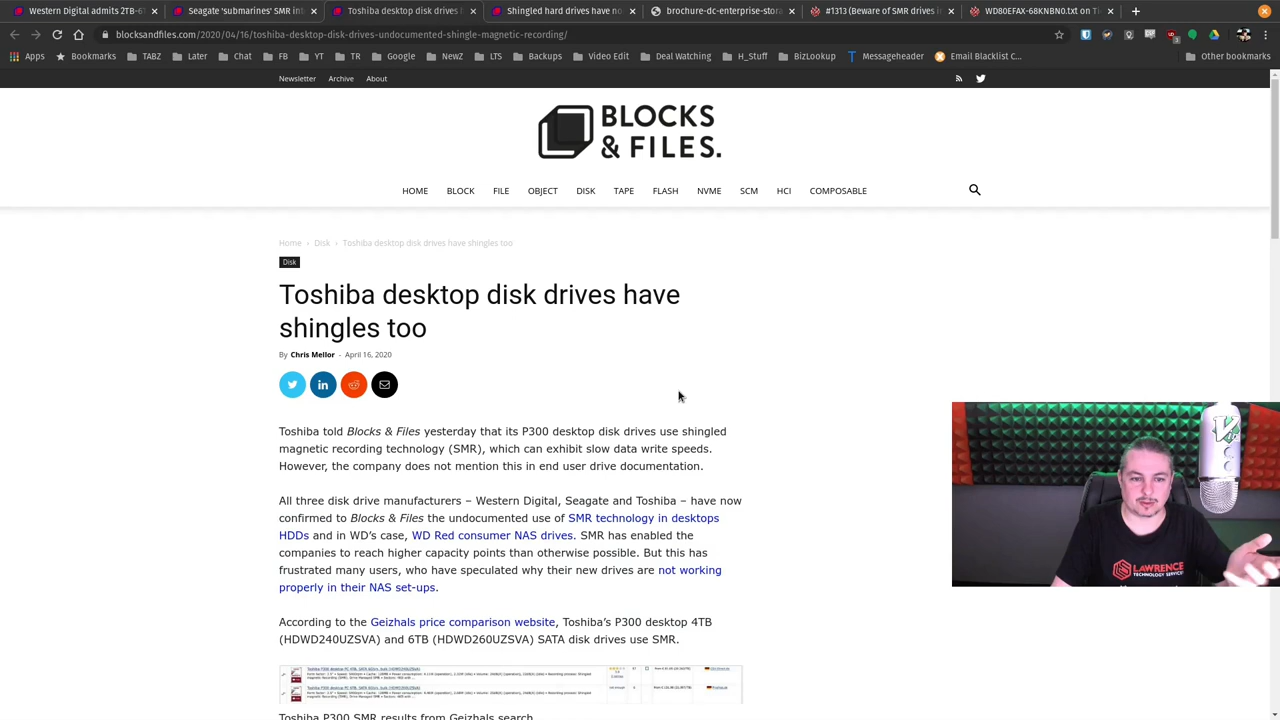 Western Digital admits 2TB-6
Seagate 'submarines' SMR in
Toshiba desktop disk drives h
Shingled hard drives have no
brochure-dc-enterprise-sto
#1313 (Beware of SMR drives i
WD80EFAX-68KNBN0.txt on Ti
blocksandfiles.com/2020/04/16/toshiba-desktop-disk-drives-undocumented-shingle-magnetic-recording/
Apps
Bookmarks
TABZ
Later
Chat
FB
YT
TR
Google
NewZ
LTS
Backups
Video Edit
Deal Watching
H_Stuff
BizLookup
Messageheader
Email Blacklist C...
Other bookmarks
Newsletter
Archive
About
BLOCKS
& FILES.
HOME
BLOCK
FILE
OBJECT
DISK
TAPE
FLASH
NVME
SCM
HCI
COMPOSABLE
Home › Disk › Toshiba desktop disk drives have shingles too
Disk
Toshiba desktop disk drives have
shingles too
By Chris Mellor - April 16, 2020
Toshiba told Blocks & Files yesterday that its P300 desktop disk drives use shingled
magnetic recording technology (SMR), which can exhibit slow data write speeds.
However, the company does not mention this in end user drive documentation.
All three disk drive manufacturers – Western Digital, Seagate and Toshiba – have now
confirmed to Blocks & Files the undocumented use of SMR technology in desktops
HDDs and in WD's case, WD Red consumer NAS drives. SMR has enabled the
companies to reach higher capacity points than otherwise possible. But this has
frustrated many users, who have speculated why their new drives are not working
properly in their NAS set-ups.
According to the Geizhals price comparison website, Toshiba's P300 desktop 4TB
(HDWD240UZSVA) and 6TB (HDWD260UZSVA) SATA disk drives use SMR.
Toshiba P300 SMR results from Geizhals search
LAWRENCE
TECHNOLOGY SERVICES